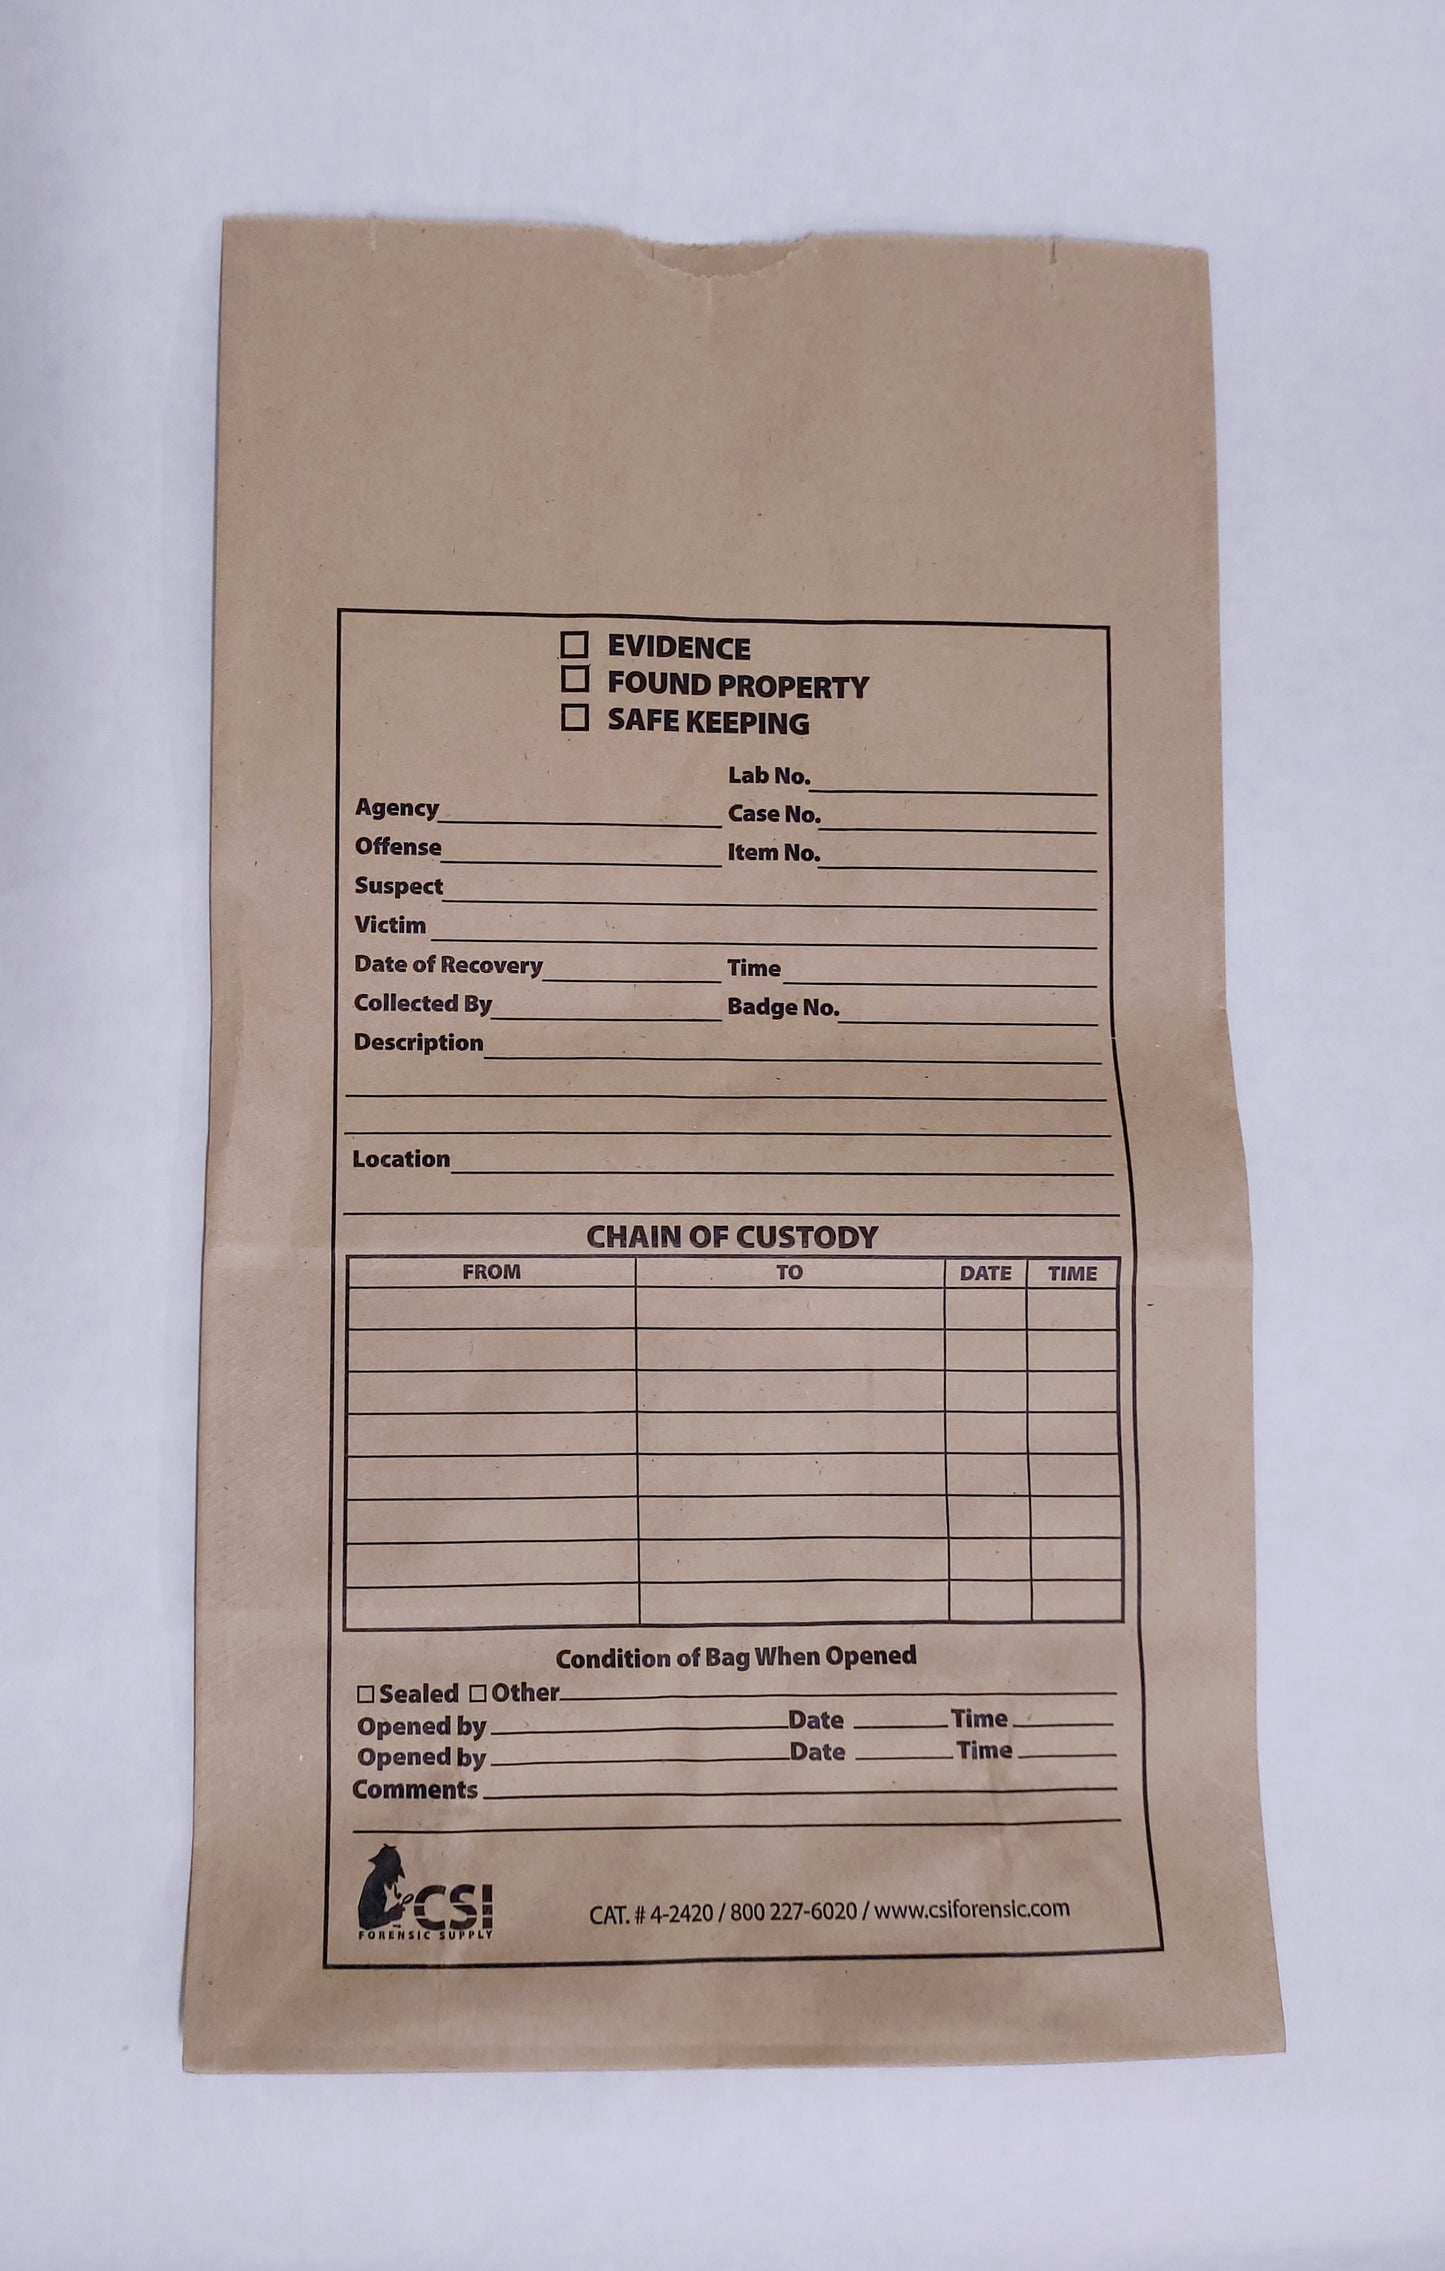 EVIDENCE
FOUND PROPERTY
SAFE KEEPING
Lab No.
Agency Case No.
Offense Item No.
Suspect
Victim
Date of Recovery Time
Collected By Badge No.
Description
Location
CHAIN OF CUSTODY
FROM TO DATE TIME
Condition of Bag When Opened
Sealed Other
Opened by Date Time
Opened by Date Time
Comments
CSI
FORENSIC SUPPLY
CAT. # 4-2420 / 800 227-6020 / www.csiforensic.com